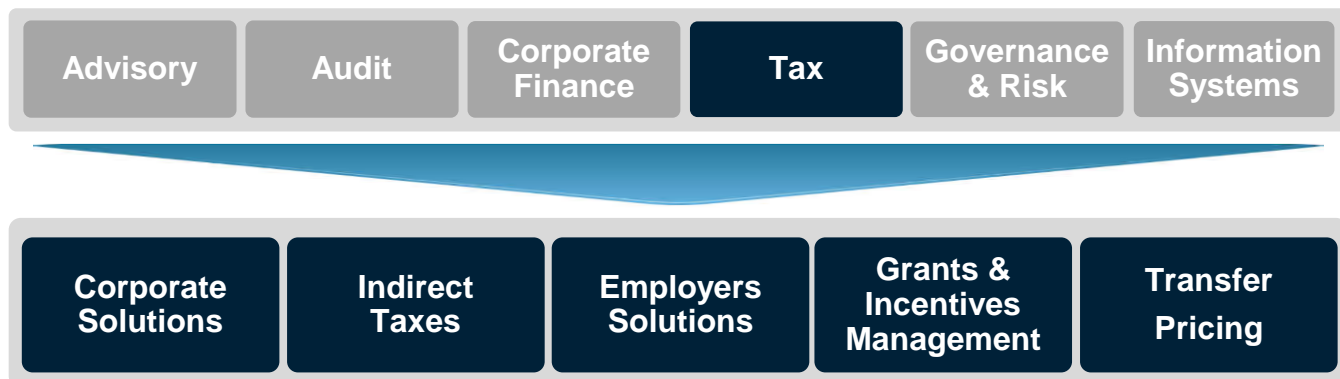 Advisory
Audit
Corporate
Finance
Tax
Governance
& Risk
Information
Systems
Corporate
Solutions
Indirect
Taxes
Employers
Solutions
Grants &
Incentives
Management
Transfer
Pricing